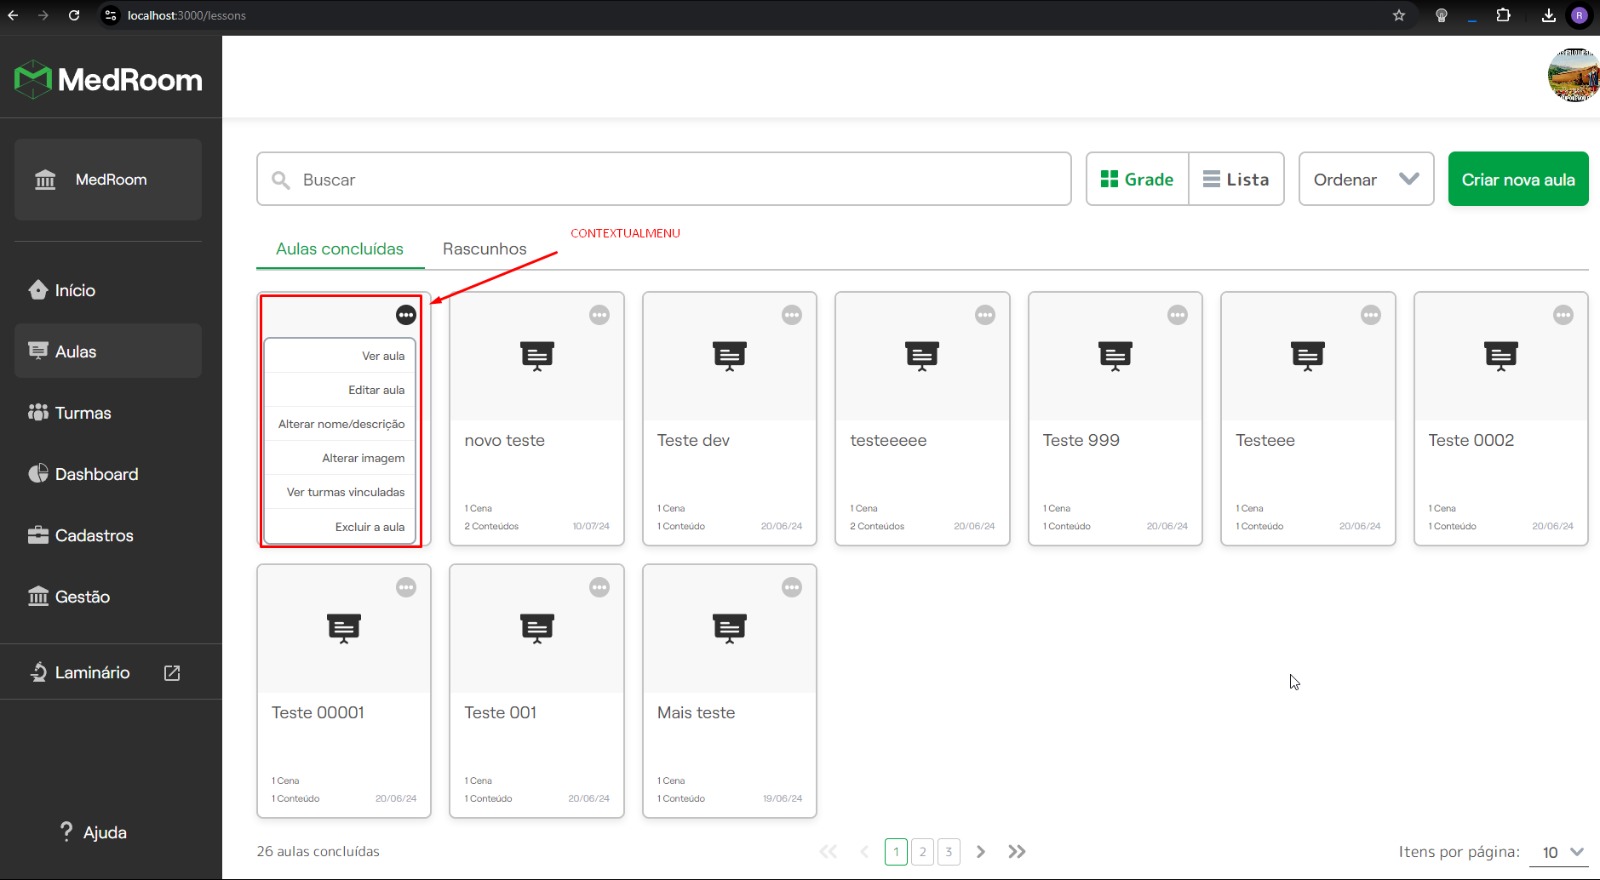 localhost:3000/lessons
R
MedRoom
MedRoom
Início
Aulas
Turmas
Dashboard
Cadastros
Gestão
Laminário
? Ajuda
Buscar
Grade
Lista
Ordenar
Criar nova aula
CONTEXTUALMENU
Aulas concluídas
Rascunhos
Ver aula
Editar aula
Alterar nome/descrição
Alterar imagem
Ver turmas vinculadas
Excluir a aula
novo teste
1 Cena
2 Conteúdos 10/07/24
Teste dev
1 Cena
1 Conteúdo 20/06/24
testeeeee
1 Cena
2 Conteúdos 20/06/24
Teste 999
1 Cena
1 Conteúdo 20/06/24
Testeee
1 Cena
1 Conteúdo 20/06/24
Teste 0002
1 Cena
1 Conteúdo 20/06/24
Teste 00001
1 Cena
1 Conteúdo 20/06/24
Teste 001
1 Cena
1 Conteúdo 20/06/24
Mais teste
1 Cena
1 Conteúdo 19/06/24
26 aulas concluídas
1 2 3
Itens por página: 10